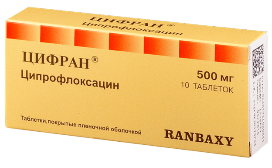 ЦИФРАН®
Ципрофлоксацин
500 мг
10 ТАБЛЕТОК
Таблетки, покрытые пленочной оболочкой
RANBAXY